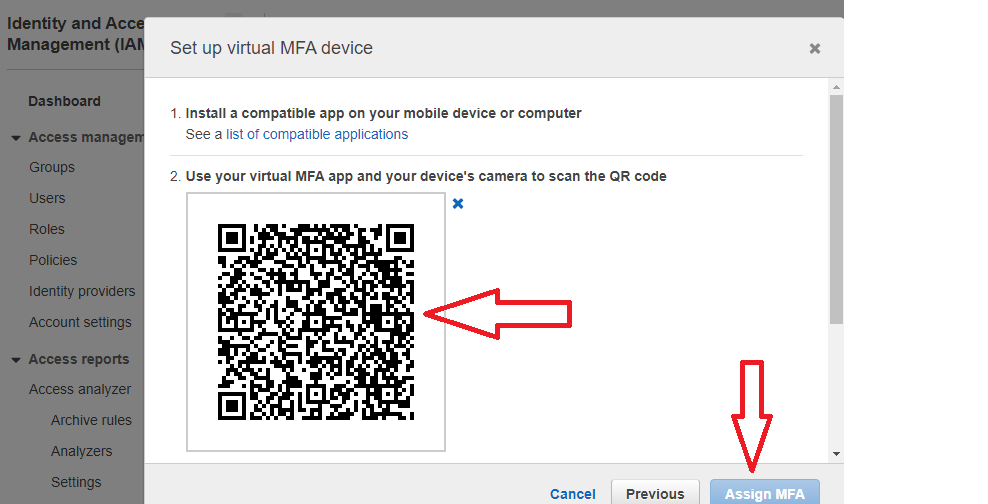 Identity and Acce
Management (IAM
Dashboard
Access managem
Groups
Users
Roles
Policies
Identity providers
Account settings
Access reports
Access analyzer
Archive rules
Analyzers
Settings
Set up virtual MFA device
1. Install a compatible app on your mobile device or computer
See a list of compatible applications
2. Use your virtual MFA app and your device's camera to scan the QR code
Cancel
Previous
Assign MFA